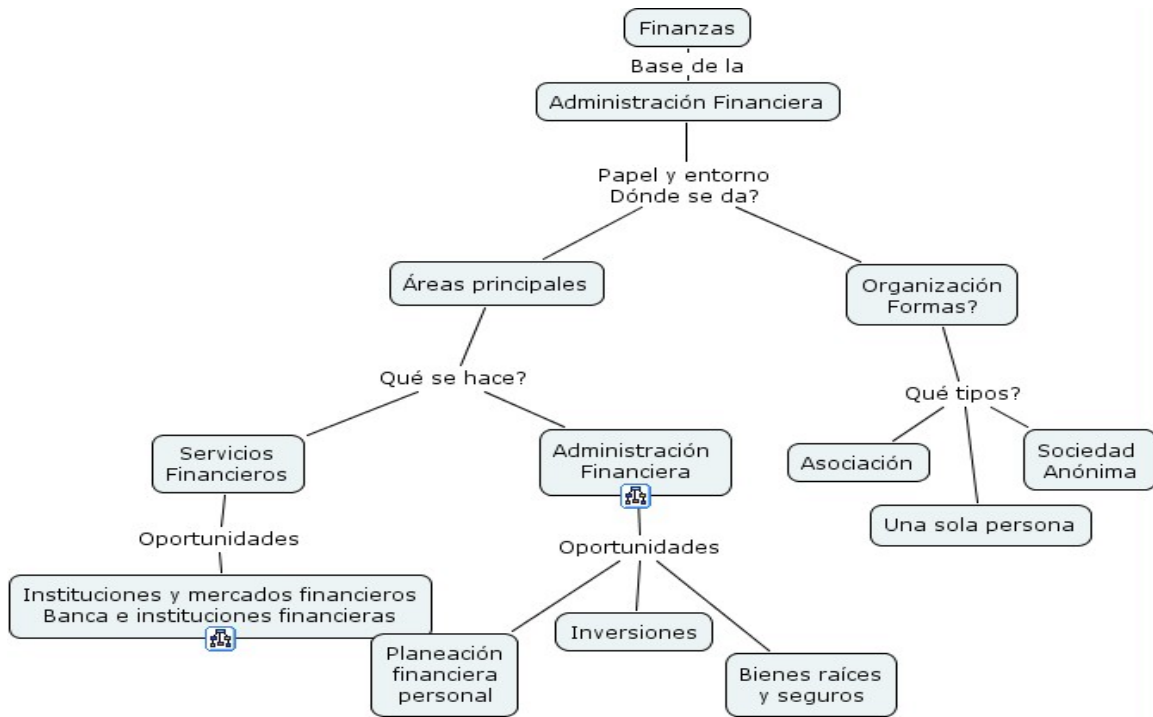 Finanzas
Base de la
Administración Financiera
Papel y entorno
Dónde se da?
Áreas principales
Organización
Formas?
Qué se hace?
Qué tipos?
Servicios
Financieros
Administración
Financiera
Asociación
Sociedad
Anónima
Una sola persona
Oportunidades
Oportunidades
Instituciones y mercados financieros
Banca e instituciones financieras
Planeación
financiera
personal
Inversiones
Bienes raíces
y seguros